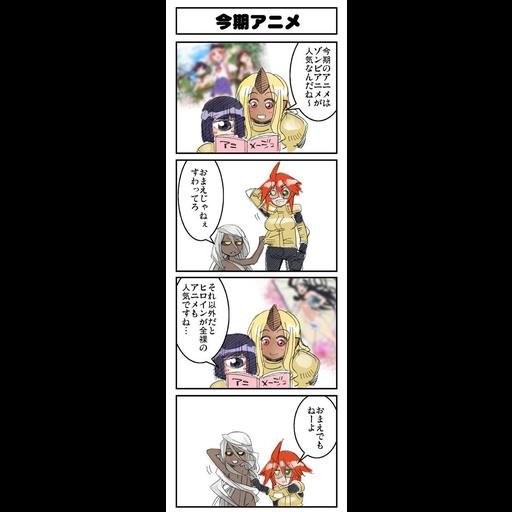 今期アニメ
今期のアニメは
ゾンビアニメが
人気なんだね～
アニ
メージュ
おまえじゃねぇ
すわってろ
それ以外だと
ヒロインが全裸の
アニメも
人気ですね…
アニ
メージュ
おまえでも
ねーよ